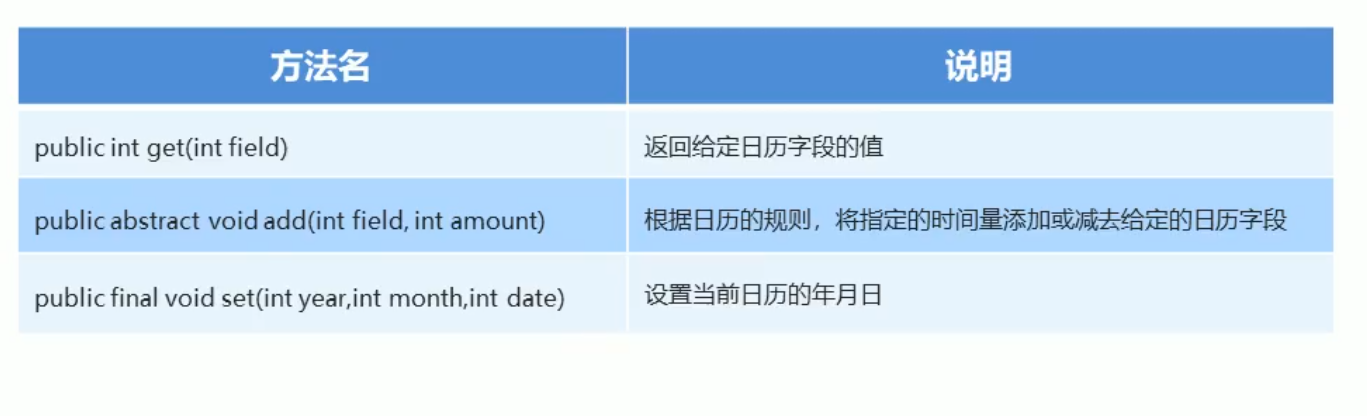 方法名 说明
public int get(int field) 返回给定日历字段的值
public abstract void add(int field, int amount) 根据日历的规则，将指定的时间量添加或减去给定的日历字段
public final void set(int year,int month,int date) 设置当前日历的年月日